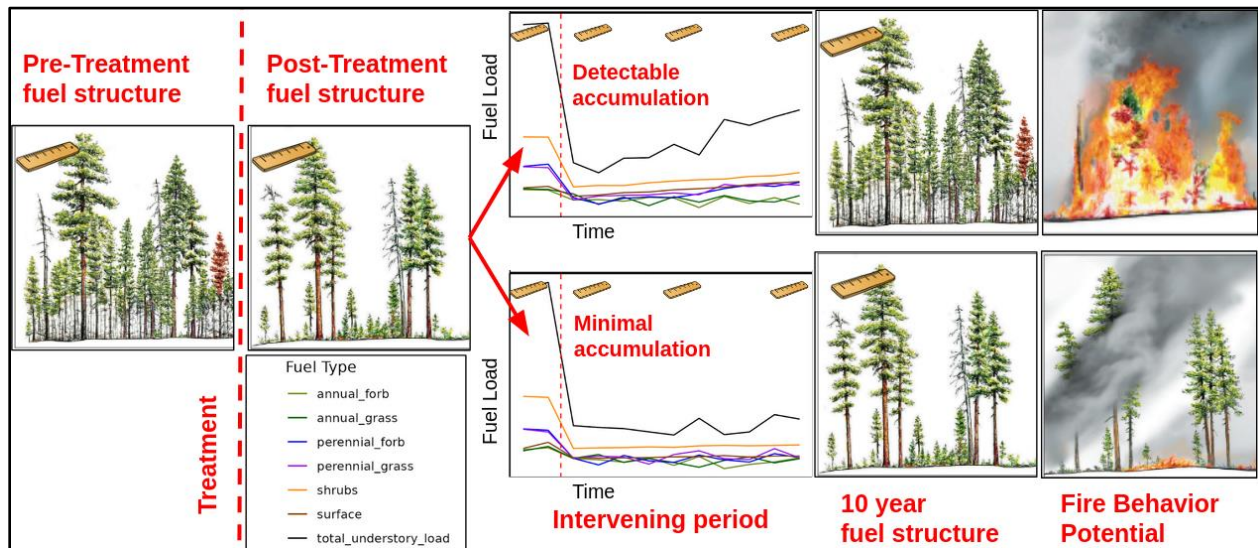 Pre-Treatment
fuel structure
Post-Treatment
fuel structure
Treatment
Fuel Type
annual_forb
annual_grass
perennial_forb
perennial_grass
shrubs
surface
total_understory_load
Fuel Load
Detectable
accumulation
Time
Fuel Load
Minimal
accumulation
Time
Intervening period
10 year
fuel structure
Fire Behavior
Potential